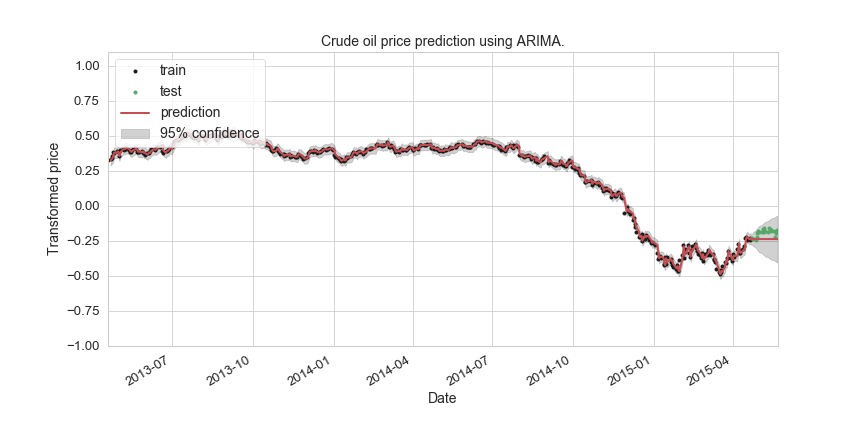 Crude oil price prediction using ARIMA.
1.00
0.75
0.50
0.25
0.00
−0.25
−0.50
−0.75
−1.00
Transformed price
train
test
prediction
95% confidence
2013-07
2013-10
2014-01
2014-04
2014-07
2014-10
2015-01
2015-04
Date